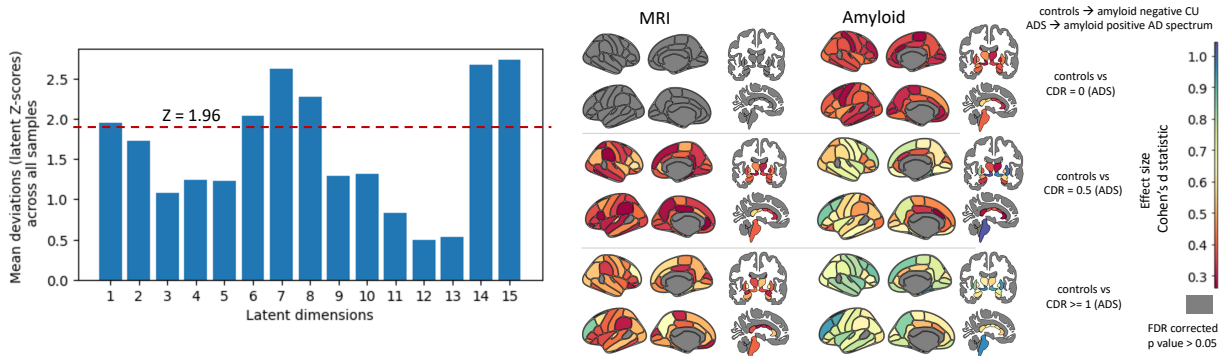 Mean deviations (latent Z-scores)
across all samples
2.5
2.0
1.5
1.0
0.5
0.0
Z = 1.96
1 2 3 4 5 6 7 8 9 10 11 12 13 14 15
Latent dimensions
MRI
Amyloid
controls → amyloid negative CU
ADS → amyloid positive AD spectrum
controls vs
CDR = 0 (ADS)
controls vs
CDR = 0.5 (ADS)
controls vs
CDR >= 1 (ADS)
Effect size
Cohen's d statistic
1.0
0.9
0.8
0.7
0.6
0.5
0.4
0.3
FDR corrected
p value > 0.05